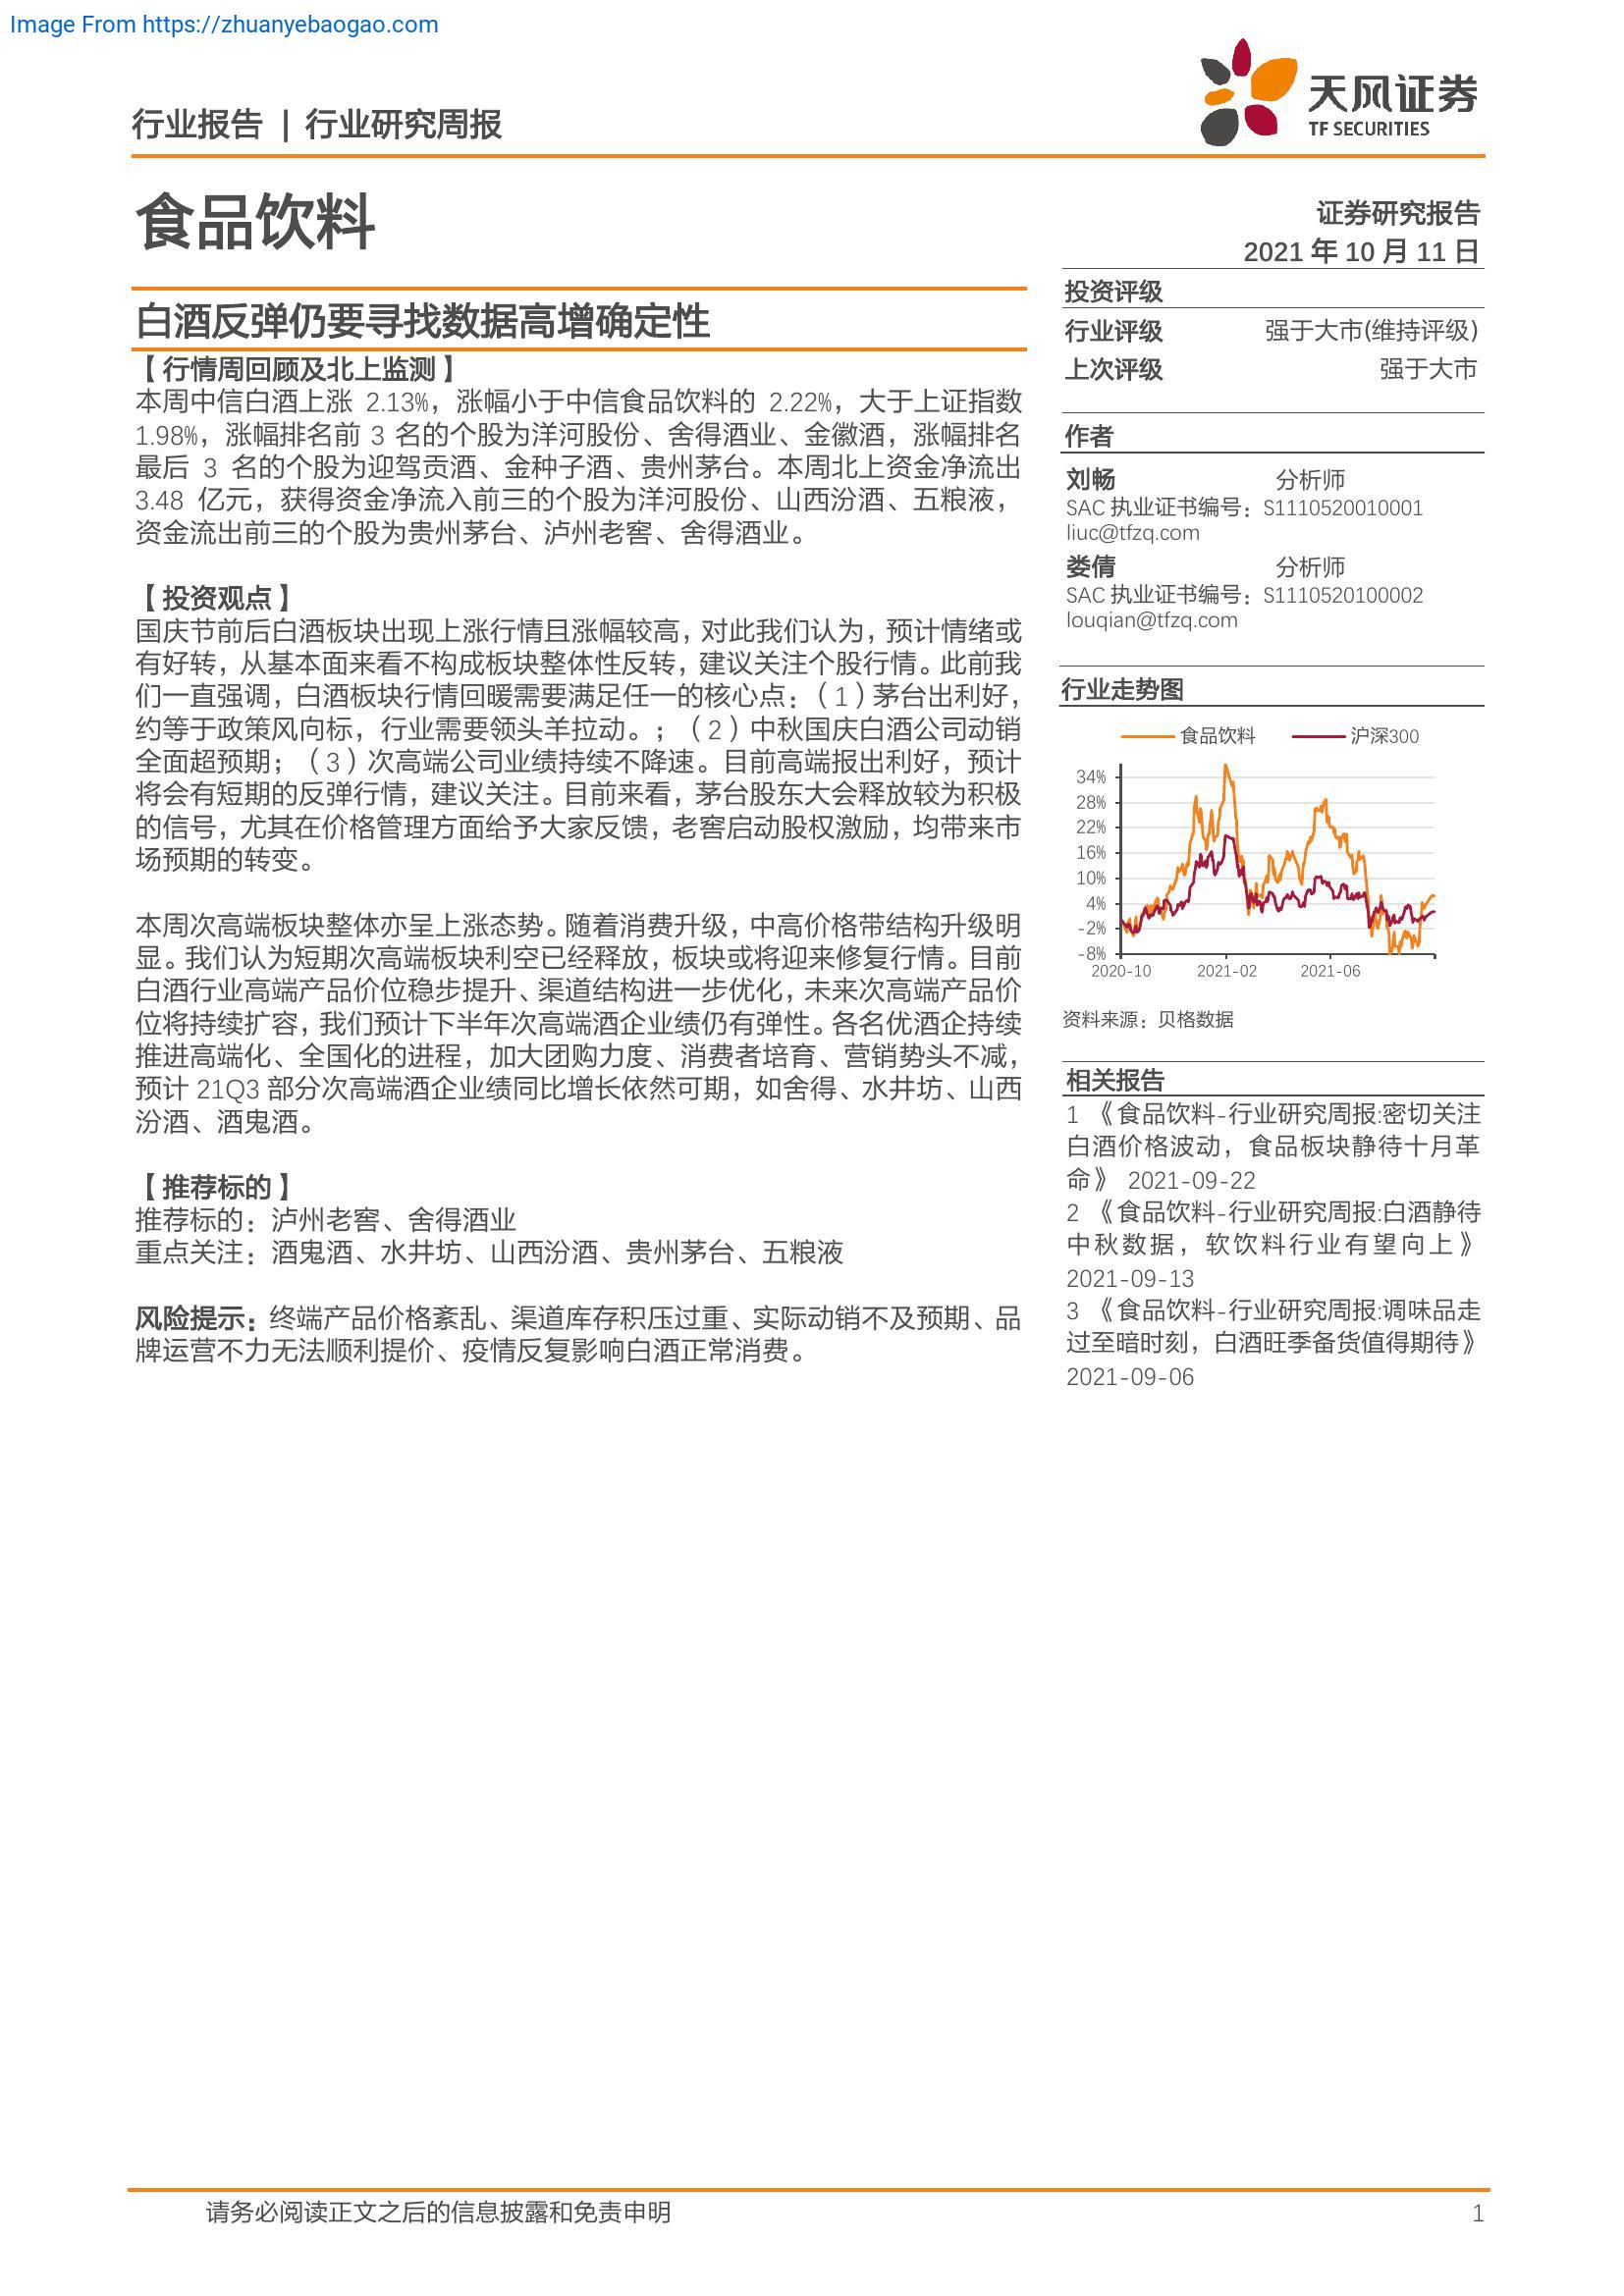 Image From https://zhuanyebaogao.com
行业报告 | 行业研究周报
天风证券
TF SECURITIES
食品饮料
证券研究报告
2021 年 10 月 11 日
白酒反弹仍要寻找数据高增确定性
【行情周回顾及北上监测】
本周中信白酒上涨 2.13%，涨幅小于中信食品饮料的 2.22%，大于上证指数
1.98%，涨幅排名前 3 名的个股为洋河股份、舍得酒业、金徽酒，涨幅排名
最后 3 名的个股为迎驾贡酒、金种子酒、贵州茅台。本周北上资金净流出
3.48 亿元，获得资金净流入前三的个股为洋河股份、山西汾酒、五粮液，
资金流出前三的个股为贵州茅台、泸州老窖、舍得酒业。
【投资观点】
国庆节前后白酒板块出现上涨行情且涨幅较高，对此我们认为，预计情绪或
有好转，从基本面来看不构成板块整体性反转，建议关注个股行情。此前我
们一直强调，白酒板块行情回暖需要满足任一的核心点：（1）茅台出利好，
约等于政策风向标，行业需要领头羊拉动。；（2）中秋国庆白酒公司动销
全面超预期；（3）次高端公司业绩持续不降速。目前高端报出利好，预计
将会有短期的反弹行情，建议关注。目前来看，茅台股东大会释放较为积极
的信号，尤其在价格管理方面给予大家反馈，老窖启动股权激励，均带来市
场预期的转变。
本周次高端板块整体亦呈上涨态势。随着消费升级，中高价格带结构升级明
显。我们认为短期次高端板块利空已经释放，板块或将迎来修复行情。目前
白酒行业高端产品价位稳步提升、渠道结构进一步优化，未来次高端产品价
位将持续扩容，我们预计下半年次高端酒企业绩仍有弹性。各名优酒企持续
推进高端化、全国化的进程，加大团购力度、消费者培育、营销势头不减，
预计 21Q3 部分次高端酒企业绩同比增长依然可期，如舍得、水井坊、山西
汾酒、酒鬼酒。
【推荐标的】
推荐标的：泸州老窖、舍得酒业
重点关注：酒鬼酒、水井坊、山西汾酒、贵州茅台、五粮液
风险提示：终端产品价格紊乱、渠道库存积压过重、实际动销不及预期、品
牌运营不力无法顺利提价、疫情反复影响白酒正常消费。
投资评级
行业评级 强于大市(维持评级)
上次评级 强于大市
作者
刘畅 分析师
SAC 执业证书编号：S1110520010001
liuc@tfzq.com
娄倩 分析师
SAC 执业证书编号：S1110520100002
louqian@tfzq.com
行业走势图
食品饮料 沪深300
34%
28%
22%
16%
10%
4%
-2%
-8%
2020-10 2021-02 2021-06
资料来源：贝格数据
相关报告
1 《食品饮料-行业研究周报:密切关注
白酒价格波动，食品板块静待十月革
命》 2021-09-22
2 《食品饮料-行业研究周报:白酒静待
中秋数据，软饮料行业有望向上》
2021-09-13
3 《食品饮料-行业研究周报:调味品走
过至暗时刻，白酒旺季备货值得期待》
2021-09-06
请务必阅读正文之后的信息披露和免责申明 1